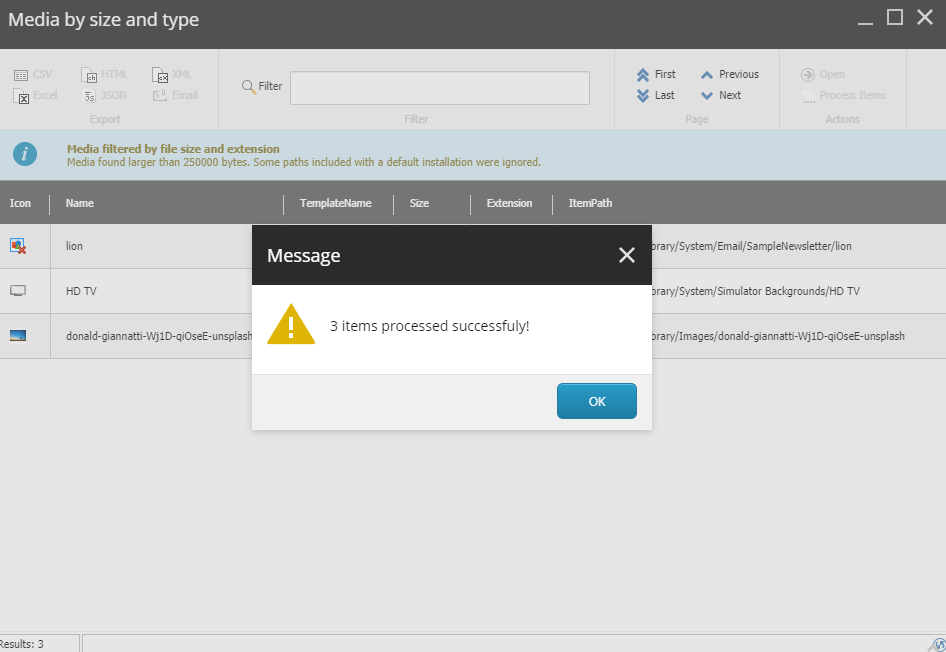 Media by size and type
CSV HTML XML
Excel JSON Email
Export
Filter
Filter
First Previous
Last Next
Page
Open
Process Items
Actions
Media filtered by file size and extension
Media found larger than 250000 bytes. Some paths included with a default installation were ignored.
Icon Name TemplateName Size Extension ItemPath
lion brary/System/Email/SampleNewsletter/lion
HD TV brary/System/Simulator Backgrounds/HD TV
donald-giannatti-Wj1D-qiOseE-unsplash brary/Images/donald-giannatti-Wj1D-qiOseE-unsplash
Message
3 items processed successfuly!
OK
Results: 3